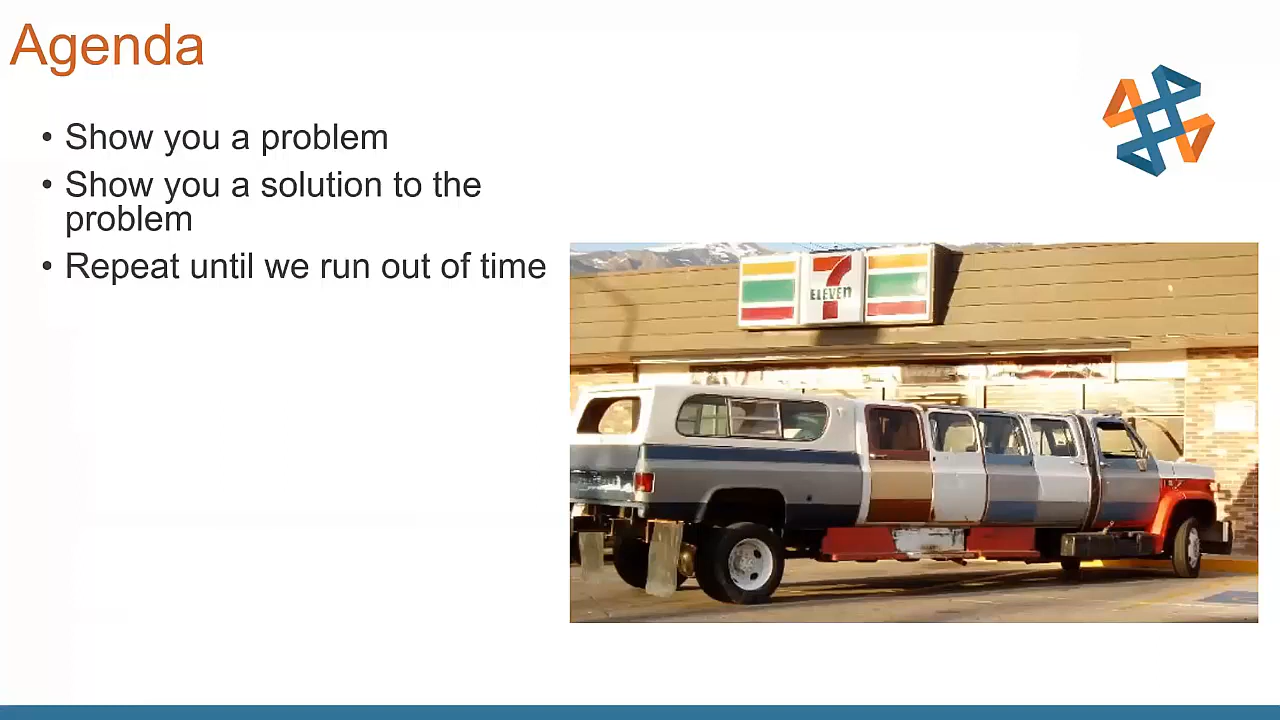 Agenda
• Show you a problem
• Show you a solution to the
problem
• Repeat until we run out of time
7
ELEVEn